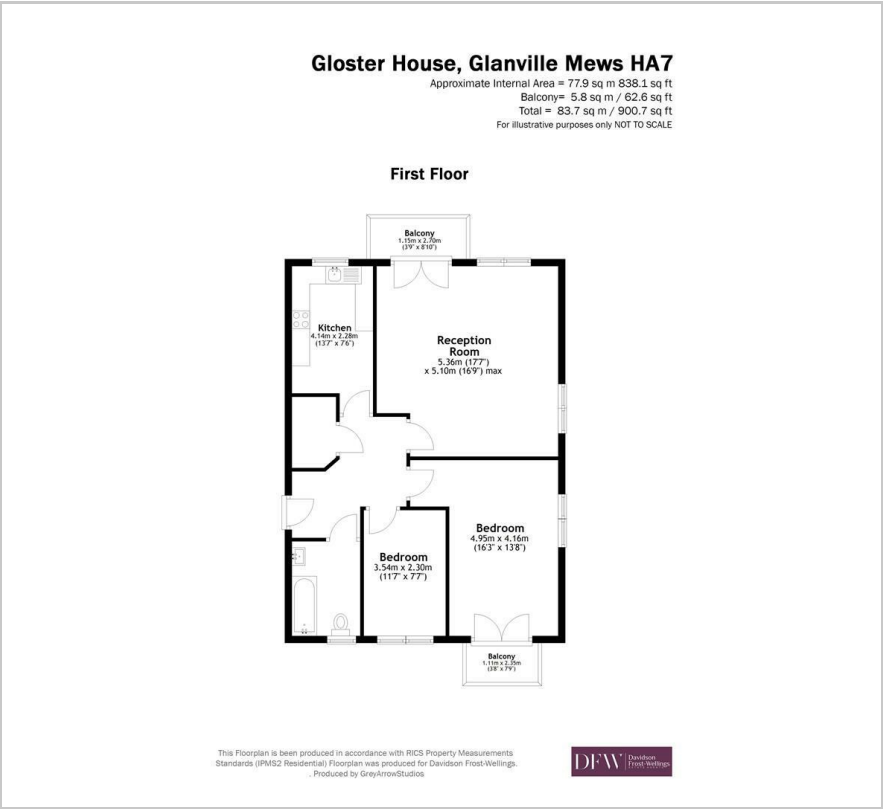 Gloster House, Glanville Mews HA7
Approximate Internal Area = 77.9 sq m 838.1 sq ft
Balcony= 5.8 sq m / 62.6 sq ft
Total = 83.7 sq m / 900.7 sq ft
For illustrative purposes only NOT TO SCALE
First Floor
Balcony
1.15m x 2.70m
(3'9" x 8'10")
Kitchen
4.14m x 2.28m
(13'7" x 7'6")
Reception
Room
5.36m (17'7")
x 5.10m (16'9") max
Bedroom
4.95m x 4.16m
(16'3" x 13'8")
Bedroom
3.54m x 2.30m
(11'7" x 7'7")
Balcony
1.11m x 2.35m
(3'8" x 7'9")
This Floorplan is been produced in accordance with RICS Property Measurements
Standards (IPMS2 Residential) Floorplan was produced for Davidson Frost-Wellings.
. Produced by GreyArrowStudios
DFW
Davidson
Frost-Wellings